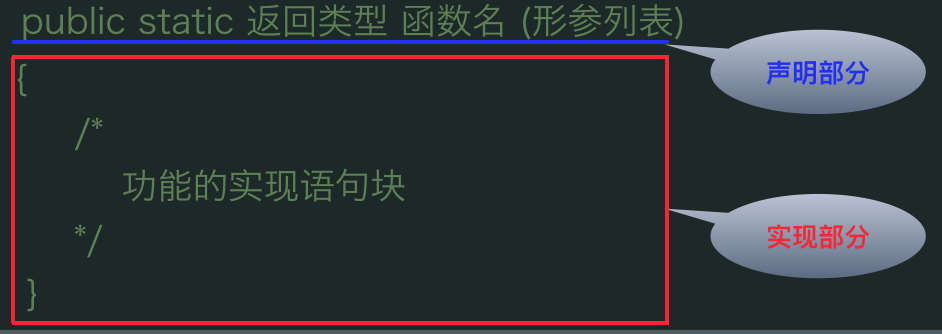 public static 返回类型 函数名 (形参列表)
声明部分
{
/*
功能的实现语句块
*/
实现部分
}